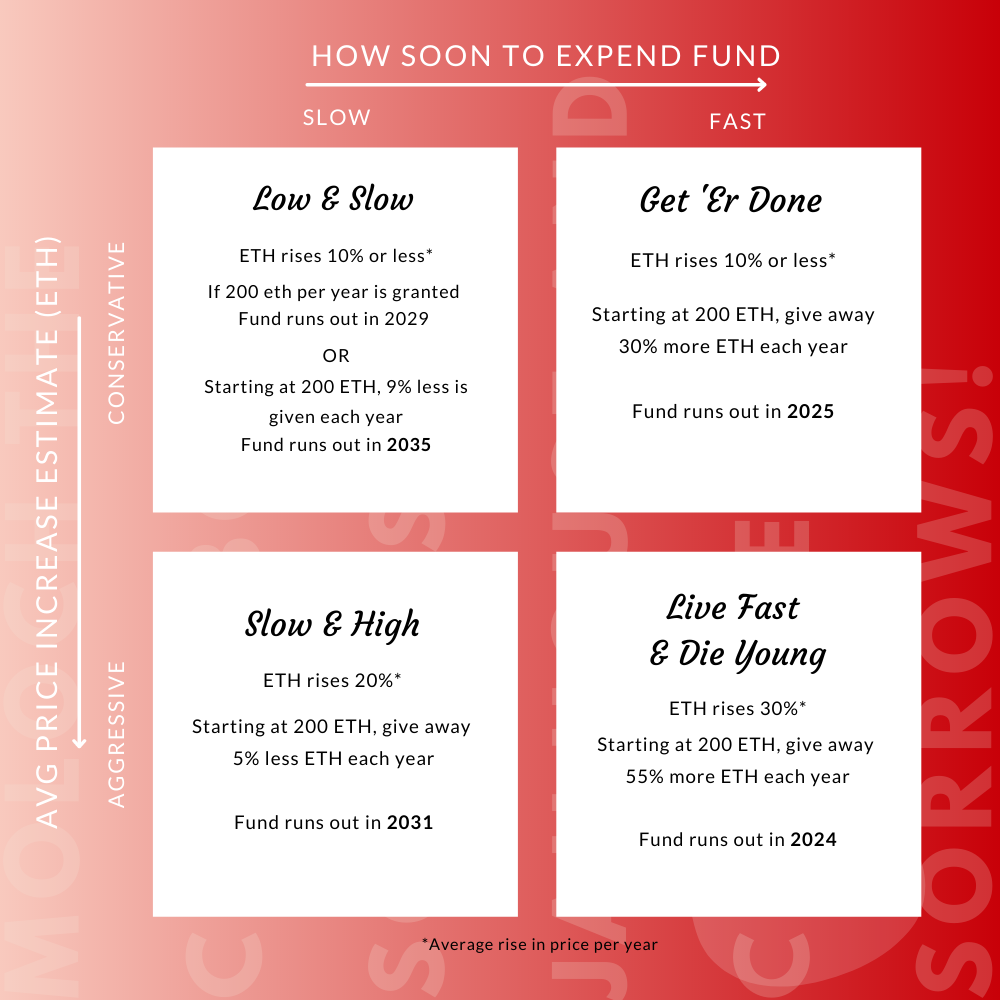 HOW SOON TO EXPEND FUND
SLOW
FAST
AVG PRICE INCREASE ESTIMATE (ETH)
CONSERVATIVE
AGGRESSIVE
Low & Slow
ETH rises 10% or less*
If 200 eth per year is granted
Fund runs out in 2029
OR
Starting at 200 ETH, 9% less is
given each year
Fund runs out in 2035
Get 'Er Done
ETH rises 10% or less*
Starting at 200 ETH, give away
30% more ETH each year
Fund runs out in 2025
Slow & High
ETH rises 20%*
Starting at 200 ETH, give away
5% less ETH each year
Fund runs out in 2031
Live Fast
& Die Young
ETH rises 30%*
Starting at 200 ETH, give away
55% more ETH each year
Fund runs out in 2024
*Average rise in price per year
SORROWS!